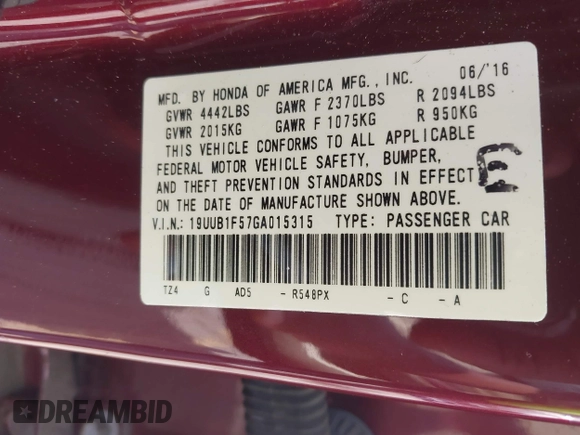 MFD. BY HONDA OF AMERICA MFG., INC. 06/'16
GVWR 4442LBS GAWR F 2370LBS R 2094LBS
GVWR 2015KG GAWR F 1075KG R 950KG
THIS VEHICLE CONFORMS TO ALL APPLICABLE
FEDERAL MOTOR VEHICLE SAFETY, BUMPER,
AND THEFT PREVENTION STANDARDS IN EFFECT
ON THE DATE OF MANUFACTURE SHOWN ABOVE.
E
V.I.N.: 19UUB1F57GA015315 TYPE: PASSENGER CAR
TZ4 G AD5 - R548PX - C - A
DREAMBID